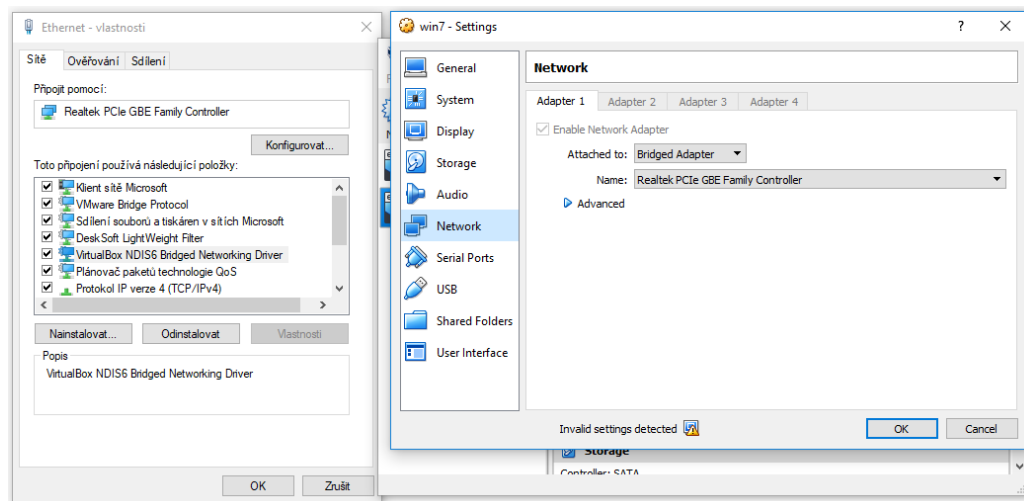 Ethernet - vlastnosti
Sítě
Ověřování
Sdílení
Připojit pomocí:
Realtek PCIe GBE Family Controller
Konfigurovat...
Toto připojení používá následující položky:
Klient sítě Microsoft
VMware Bridge Protocol
Sdílení souborů a tiskáren v sítích Microsoft
DeskSoft LightWeight Filter
VirtualBox NDIS6 Bridged Networking Driver
Plánovač paketů technologie QoS
Protokol IP verze 4 (TCP/IPv4)
Nainstalovat...
Odinstalovat
Vlastnosti
Popis
VirtualBox NDIS6 Bridged Networking Driver
OK
Zrušit
win7 - Settings
General
System
Display
Storage
Audio
Network
Serial Ports
USB
Shared Folders
User Interface
Network
Adapter 1
Adapter 2
Adapter 3
Adapter 4
Enable Network Adapter
Attached to: Bridged Adapter
Name: Realtek PCIe GBE Family Controller
Advanced
Invalid settings detected
OK
Cancel
Storage
Controller: SATA